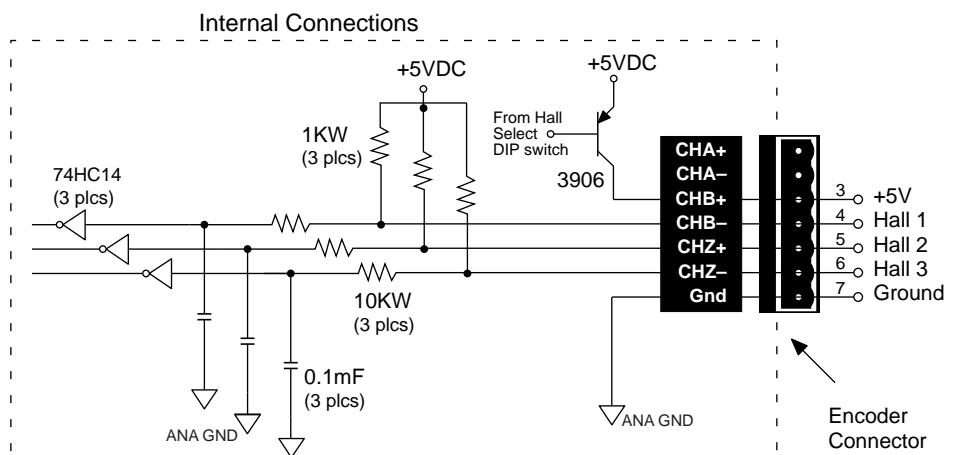 Internal Connections
+5VDC
+5VDC
From Hall
Select
DIP switch
1KW
(3 plcs)
3906
74HC14
(3 plcs)
CHA+
CHA–
CHB+
CHB–
CHZ+
CHZ–
Gnd
3 +5V
4 Hall 1
5 Hall 2
6 Hall 3
7 Ground
10KW
(3 plcs)
0.1mF
(3 plcs)
ANA GND
ANA GND
Encoder
Connector